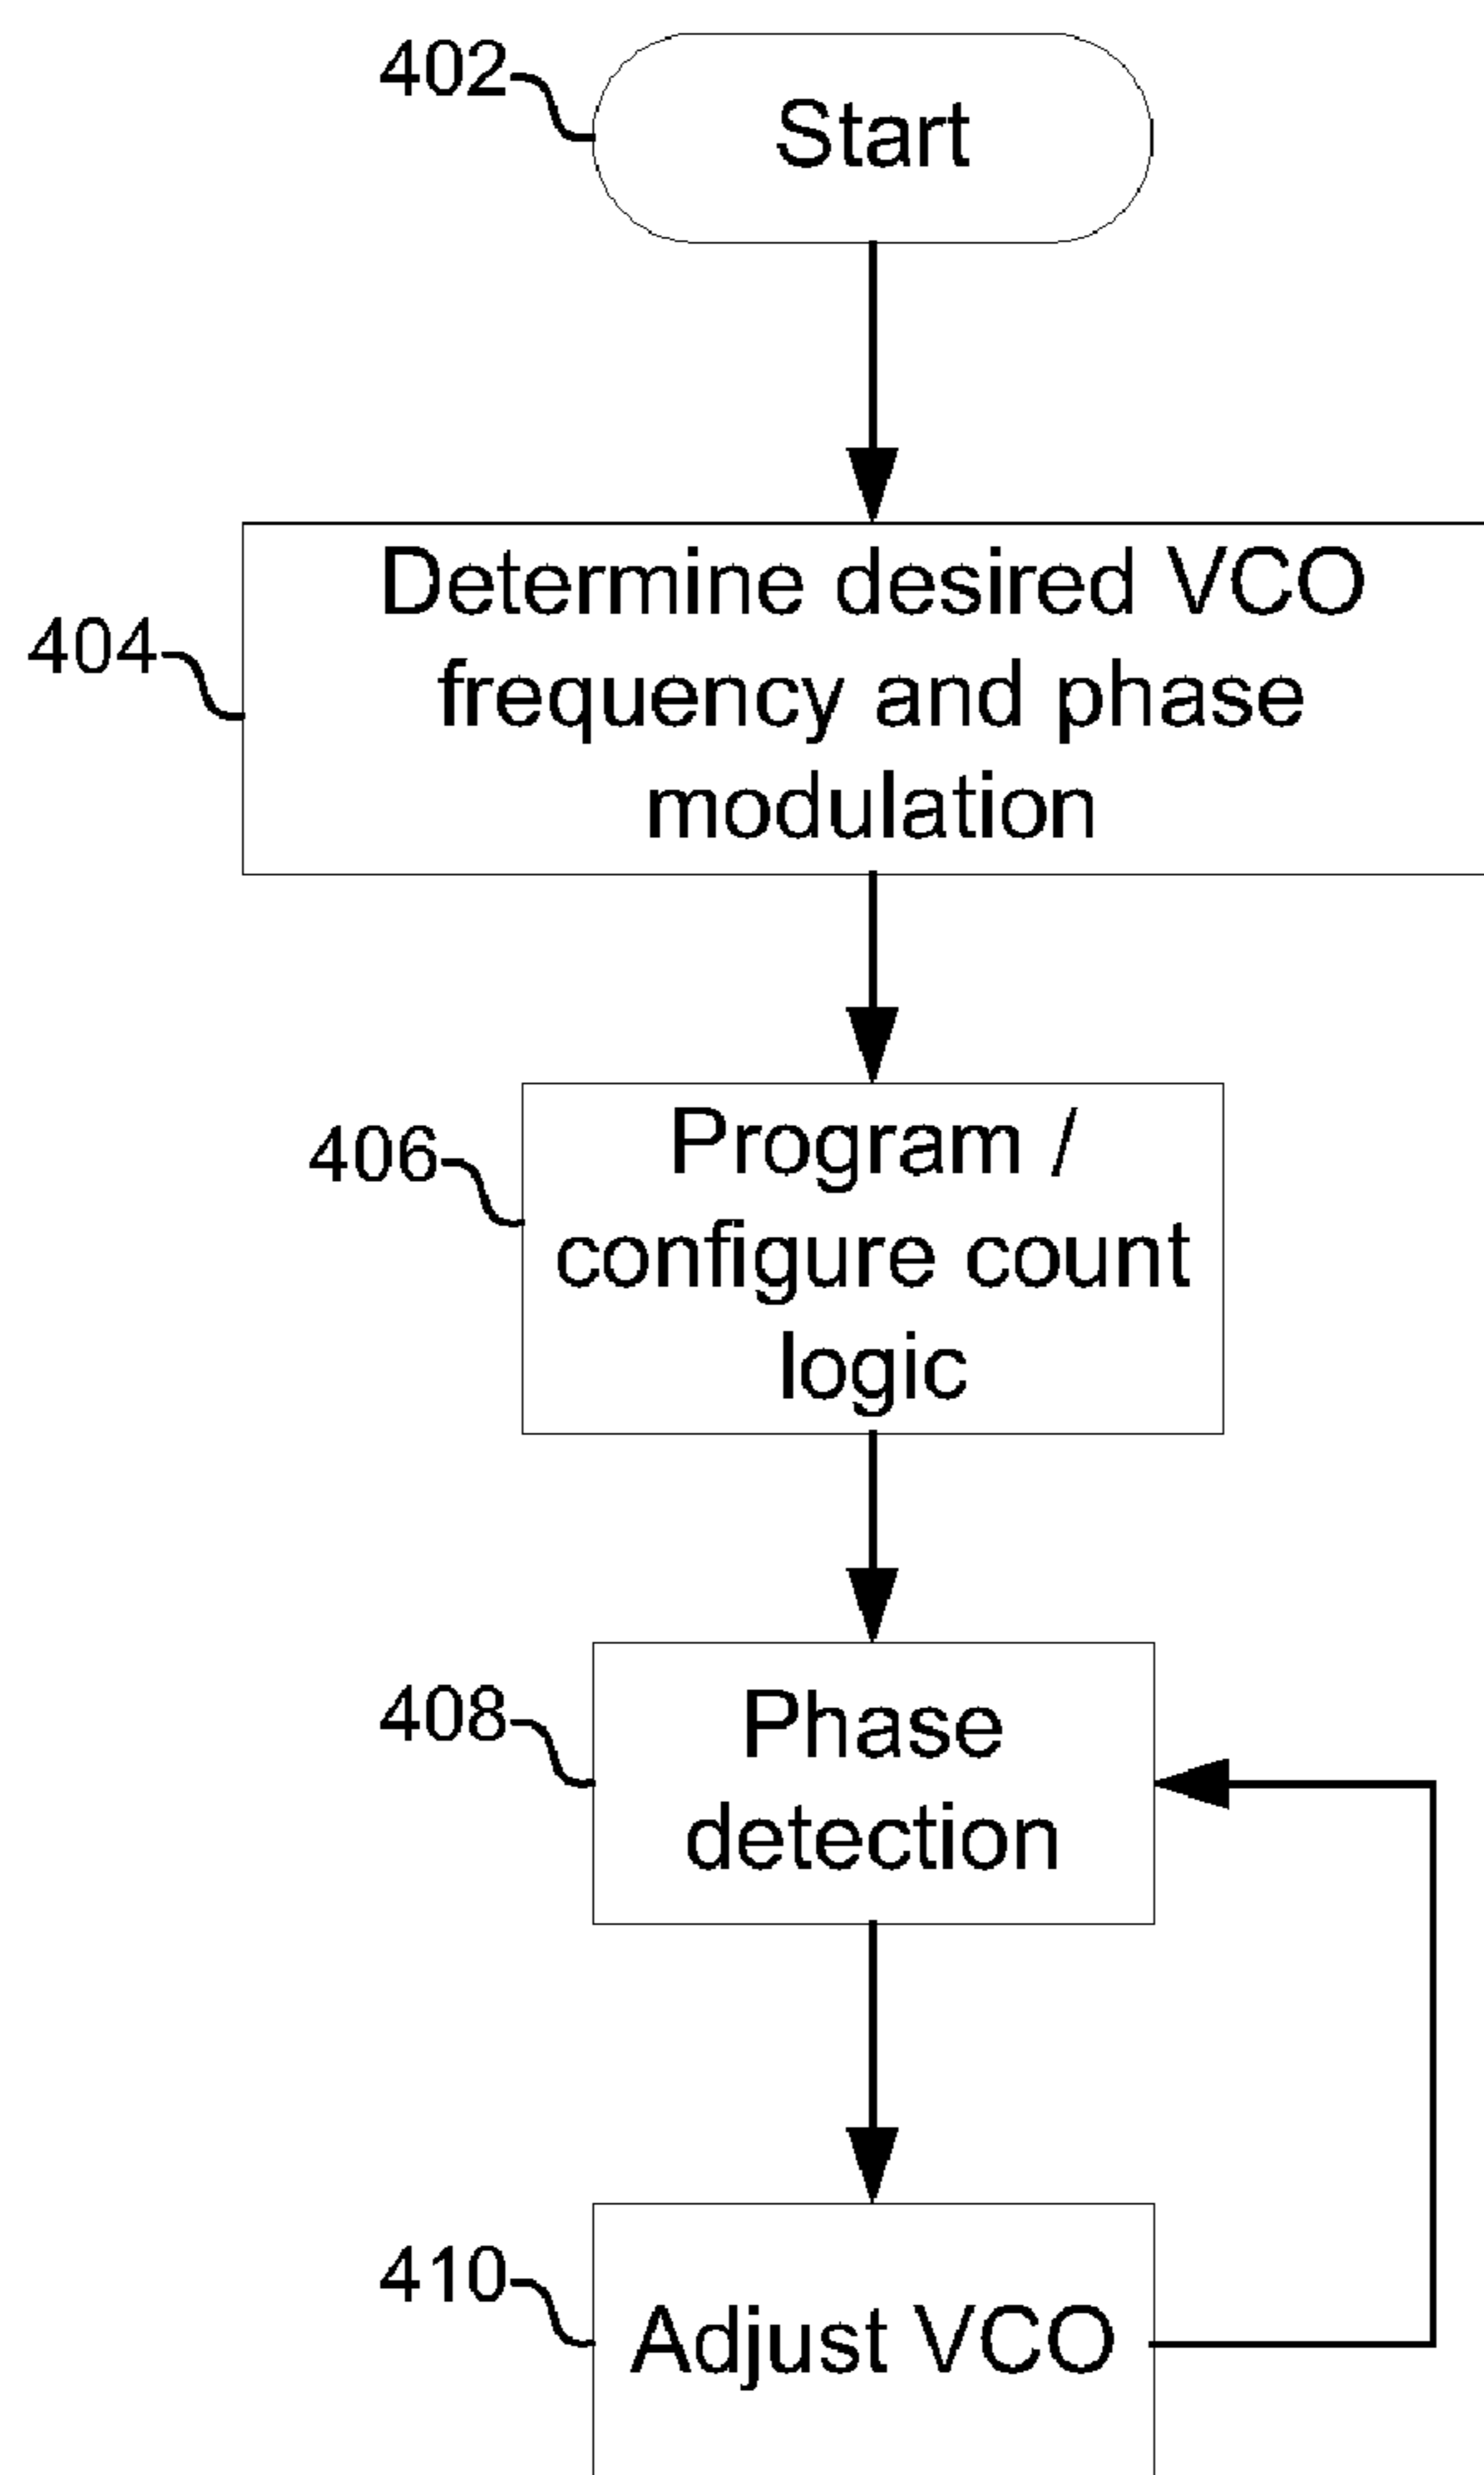 402
Start
404
Determine desired VCO
frequency and phase
modulation
406
Program /
configure count
logic
408
Phase
detection
410
Adjust VCO